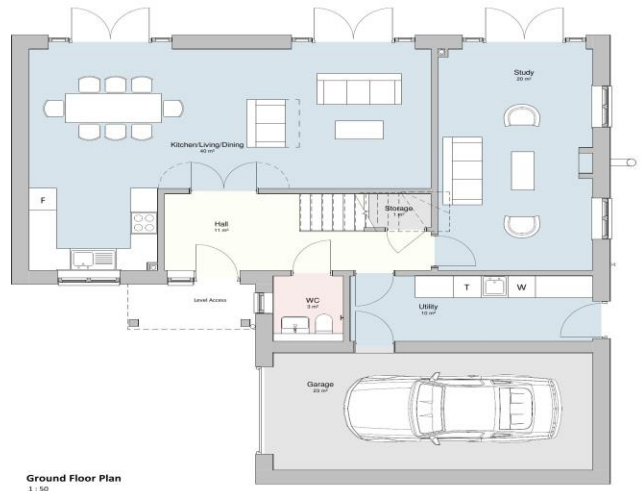 Study
20 m²
Kitchen/Living/Dining
40 m²
F
Hall
11 m²
Storage
1 m²
Level Access
WC
3 m²
T
W
Utility
10 m²
Garage
23 m²
Ground Floor Plan
1 : 50